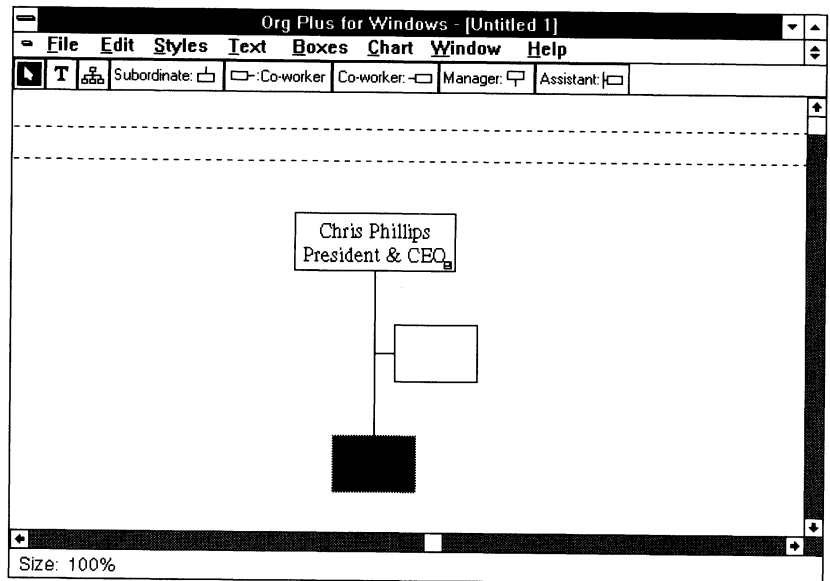 Org Plus for Windows - [Untitled 1]
File Edit Styles Text Boxes Chart Window Help
T Subordinate: :Co-worker Co-worker: Manager: Assistant:
Chris Phillips
President & CEO
Size: 100%